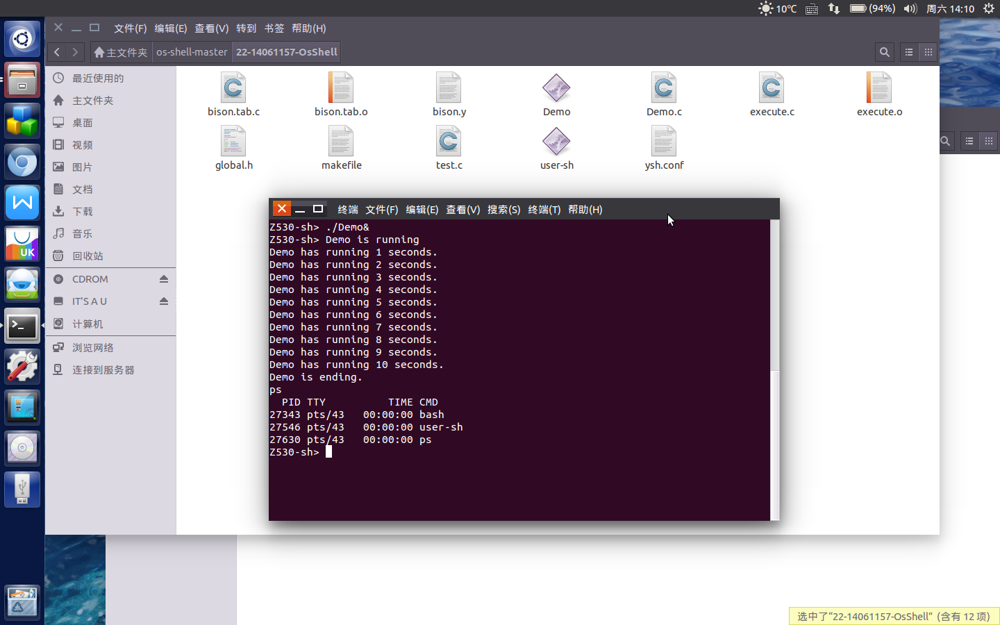 10℃ (94%) 周六 14:10
文件(F) 编辑(E) 查看(V) 转到 书签 帮助(H)
主文件夹 os-shell-master 22-14061157-OsShell
最近使用的
主文件夹
桌面
视频
图片
文档
下载
音乐
回收站
CDROM
IT'S A U
计算机
浏览网络
连接到服务器
bison.tab.c bison.tab.o bison.y Demo Demo.c execute.c execute.o
global.h makefile test.c user-sh ysh.conf
UK
终端 文件(F) 编辑(E) 查看(V) 搜索(S) 终端(T) 帮助(H)
Z530-sh> ./Demo&
Z530-sh> Demo is running
Demo has running 1 seconds.
Demo has running 2 seconds.
Demo has running 3 seconds.
Demo has running 4 seconds.
Demo has running 5 seconds.
Demo has running 6 seconds.
Demo has running 7 seconds.
Demo has running 8 seconds.
Demo has running 9 seconds.
Demo has running 10 seconds.
Demo is ending.
ps
PID TTY TIME CMD
27343 pts/43 00:00:00 bash
27546 pts/43 00:00:00 user-sh
27630 pts/43 00:00:00 ps
Z530-sh>
选中了“22-14061157-OsShell” (含有 12 项)